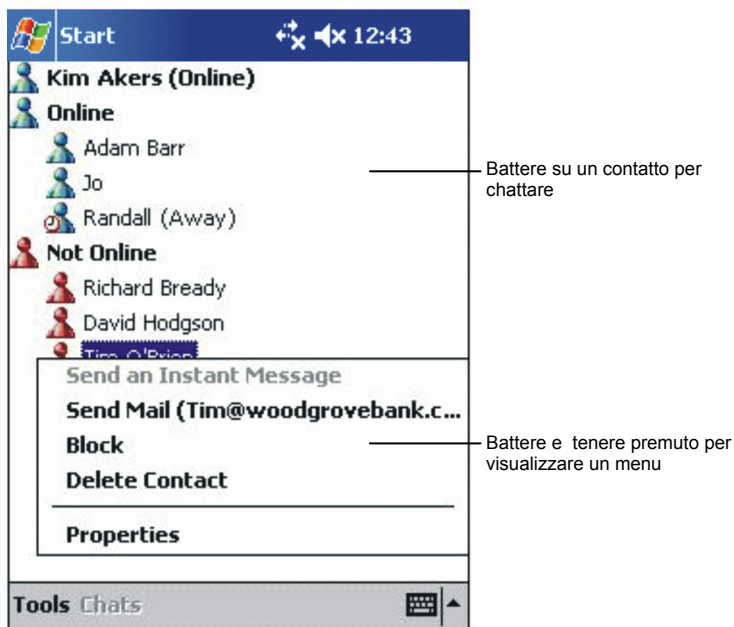 Start 12:43
Kim Akers (Online)
Online
Adam Barr
Jo
Randall (Away)
Not Online
Richard Bready
David Hodgson
Tim O'Brien
Send an Instant Message
Send Mail (Tim@woodgrovebank.c...
Block
Delete Contact
Properties
Tools Chats
Battere su un contatto per
chattare
Battere e tenere premuto per
visualizzare un menu